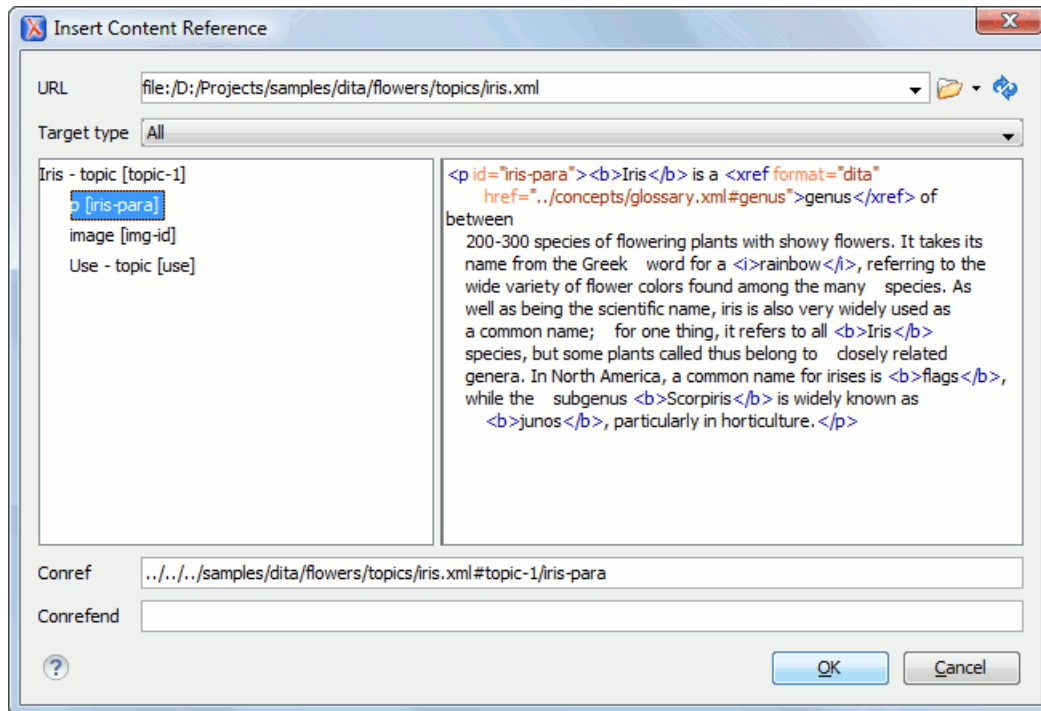 Insert Content Reference
URL file:/D:/Projects/samples/dita/flowers/topics/iris.xml
Target type All
Iris - topic [topic-1]
p [iris-para]
image [img-id]
Use - topic [use]
<p id="iris-para"><b>Iris</b> is a <xref format="dita"
href="../concepts/glossary.xml#genus">genus</xref> of
between
200-300 species of flowering plants with showy flowers. It takes its
name from the Greek word for a <i>rainbow</i>, referring to the
wide variety of flower colors found among the many species. As
well as being the scientific name, iris is also very widely used as
a common name; for one thing, it refers to all <b>Iris</b>
species, but some plants called thus belong to closely related
genera. In North America, a common name for irises is <b>flags</b>,
while the subgenus <b>Scorpiris</b> is widely known as
<b>junos</b>, particularly in horticulture.</p>
Conref ../../../samples/dita/flowers/topics/iris.xml#topic-1/iris-para
Conrefend
? OK Cancel